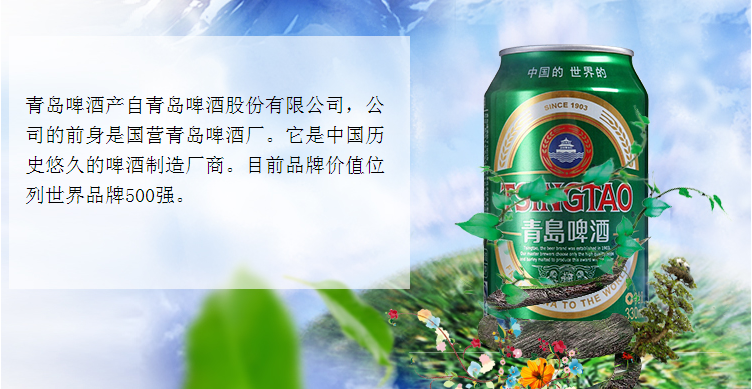 青岛啤酒产自青岛啤酒股份有限公司，公
司的前身是国营青岛啤酒厂。它是中国历
史悠久的啤酒制造厂商。目前品牌价值位
列世界品牌500强。
中国的 世界的
SINCE 1903
TSINGTAO
青島啤酒
TO THE WOR